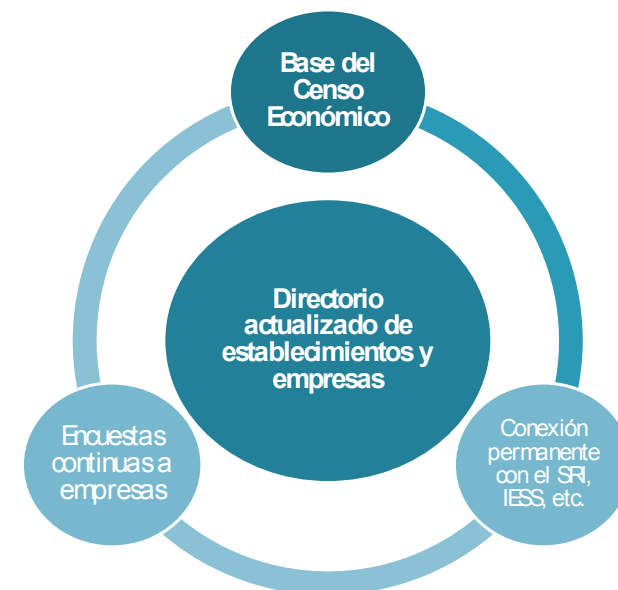 Base del
Censo
Económico
Directorio
actualizado de
establecimientos y
empresas
Encuestas
continuas a
empresas
Conexión
permanente
con el SRI,
IESS, etc.